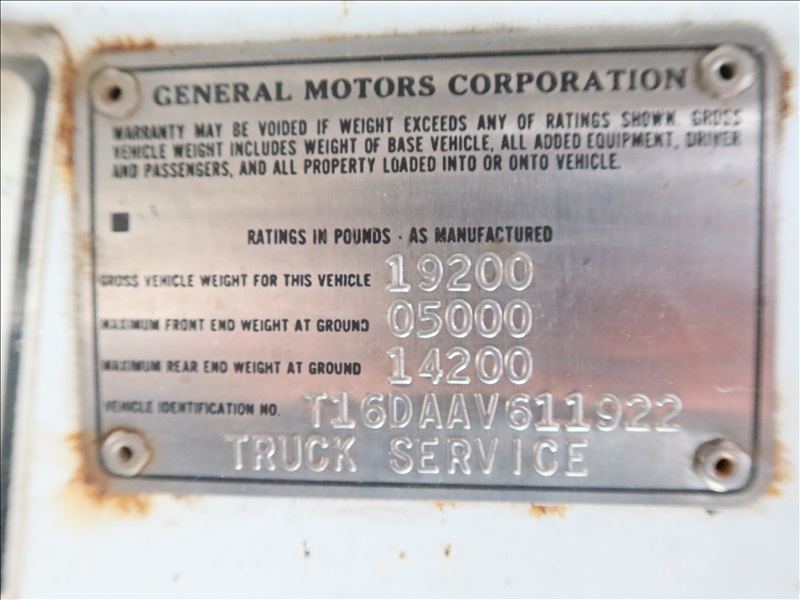 GENERAL MOTORS CORPORATION
WARRANTY MAY BE VOIDED IF WEIGHT EXCEEDS ANY OF RATINGS SHOWN. GROSS
VEHICLE WEIGHT INCLUDES WEIGHT OF BASE VEHICLE, ALL ADDED EQUIPMENT, DRIVER
AND PASSENGERS, AND ALL PROPERTY LOADED INTO OR ONTO VEHICLE.
RATINGS IN POUNDS - AS MANUFACTURED
GROSS VEHICLE WEIGHT FOR THIS VEHICLE 19200
MAXIMUM FRONT END WEIGHT AT GROUND 05000
MAXIMUM REAR END WEIGHT AT GROUND 14200
VEHICLE IDENTIFICATION NO. T16DAAV611922
TRUCK SERVICE